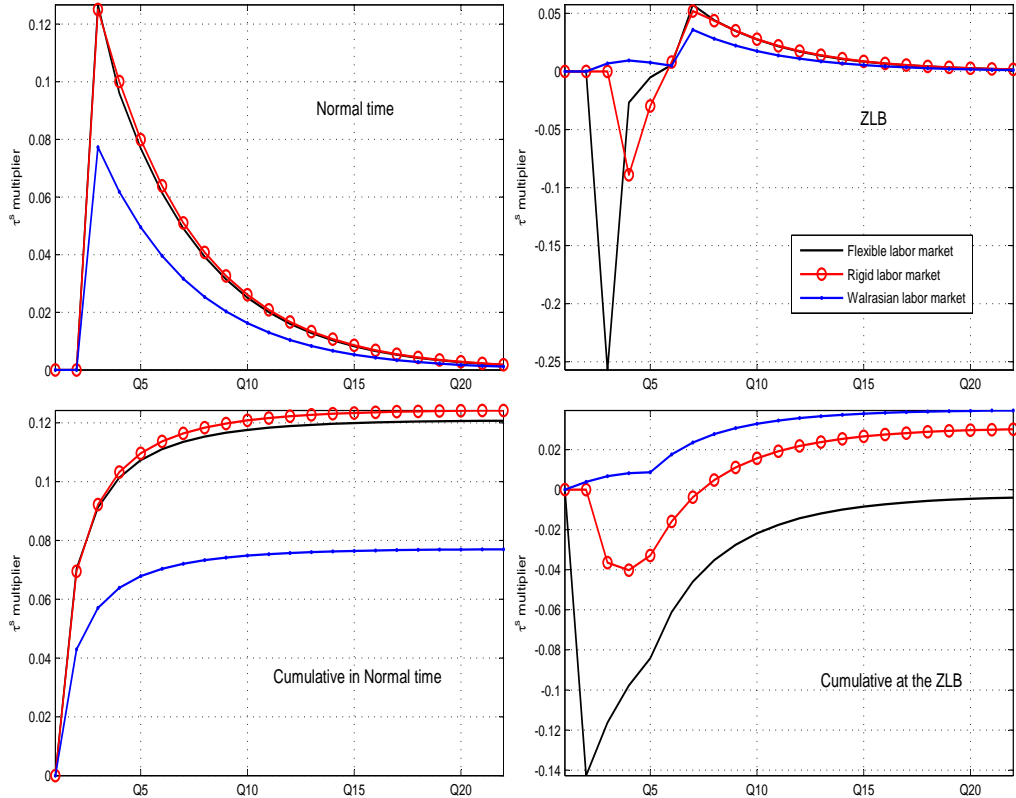 0.12
0.1
0.08
0.06
0.04
0.02
0
τˢ multiplier
Normal time
Q5
Q10
Q15
Q20
0.05
0
-0.05
-0.1
-0.15
-0.2
-0.25
τˢ multiplier
ZLB
Flexible labor market
Rigid labor market
Walrasian labor market
Q5
Q10
Q15
Q20
0.12
0.1
0.08
0.06
0.04
0.02
0
τˢ multiplier
Cumulative in Normal time
Q5
Q10
Q15
Q20
0.02
0
-0.02
-0.04
-0.06
-0.08
-0.1
-0.12
-0.14
τˢ multiplier
Cumulative at the ZLB
Q5
Q10
Q15
Q20